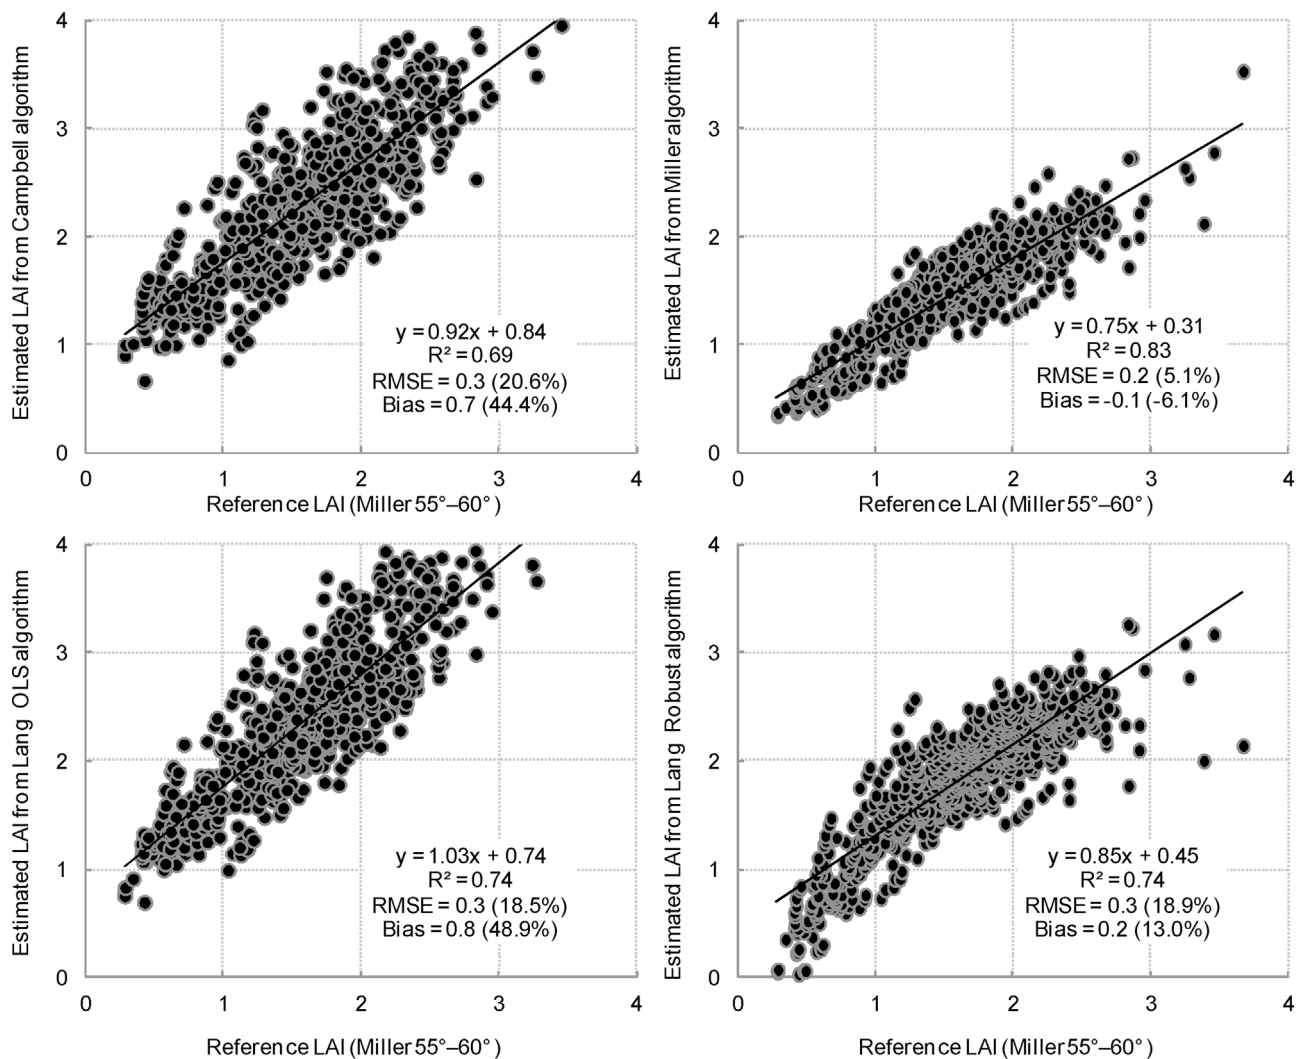 Estimated LAI from Campbell algorithm
4
3
2
1
0
y = 0.92x + 0.84
R² = 0.69
RMSE = 0.3 (20.6%)
Bias = 0.7 (44.4%)
0 1 2 3 4
Reference LAI (Miller 55°–60°)
Estimated LAI from Miller algorithm
4
3
2
1
0
y = 0.75x + 0.31
R² = 0.83
RMSE = 0.2 (5.1%)
Bias = -0.1 (-6.1%)
0 1 2 3 4
Reference LAI (Miller 55°–60°)
Estimated LAI from Lang OLS algorithm
4
3
2
1
0
y = 1.03x + 0.74
R² = 0.74
RMSE = 0.3 (18.5%)
Bias = 0.8 (48.9%)
0 1 2 3 4
Reference LAI (Miller 55°–60°)
Estimated LAI from Lang Robust algorithm
4
3
2
1
0
y = 0.85x + 0.45
R² = 0.74
RMSE = 0.3 (18.9%)
Bias = 0.2 (13.0%)
0 1 2 3 4
Reference LAI (Miller 55°–60°)